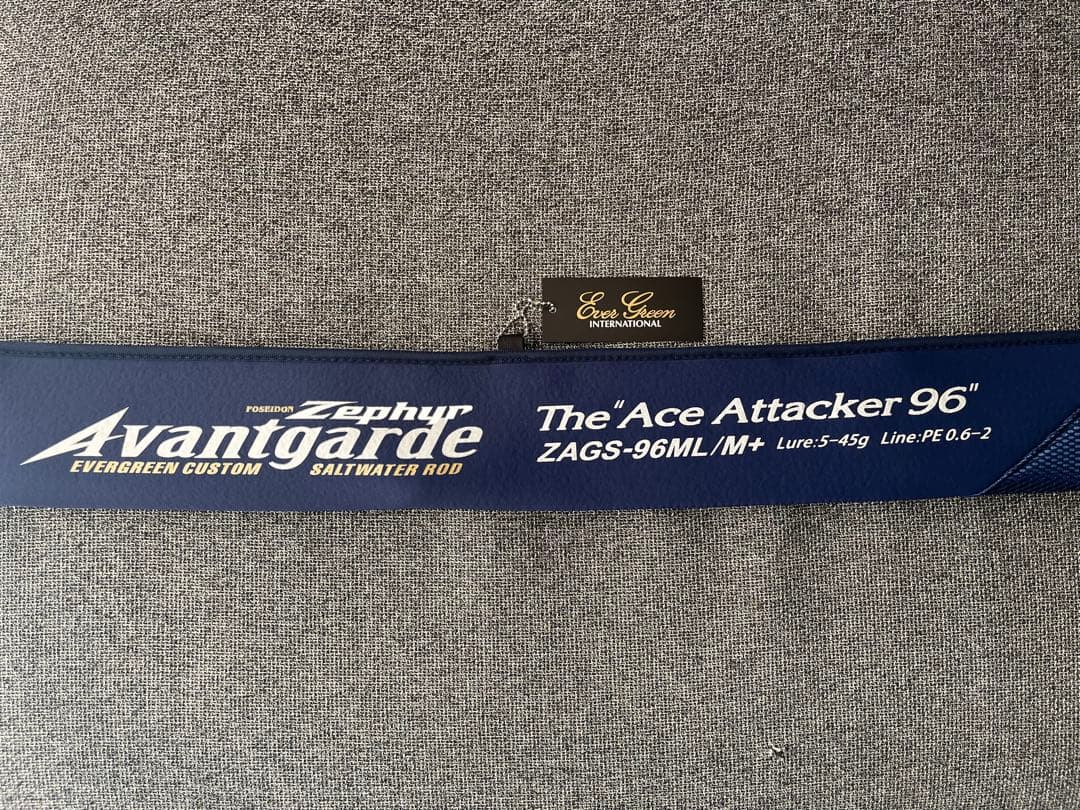 Ever Green
INTERNATIONAL
POSEIDON Zephyr
Avantgarde
EVERGREEN CUSTOM SALTWATER ROD
The "Ace Attacker 96"
ZAGS-96ML/M+ Lure:5-45g Line:PE 0.6-2